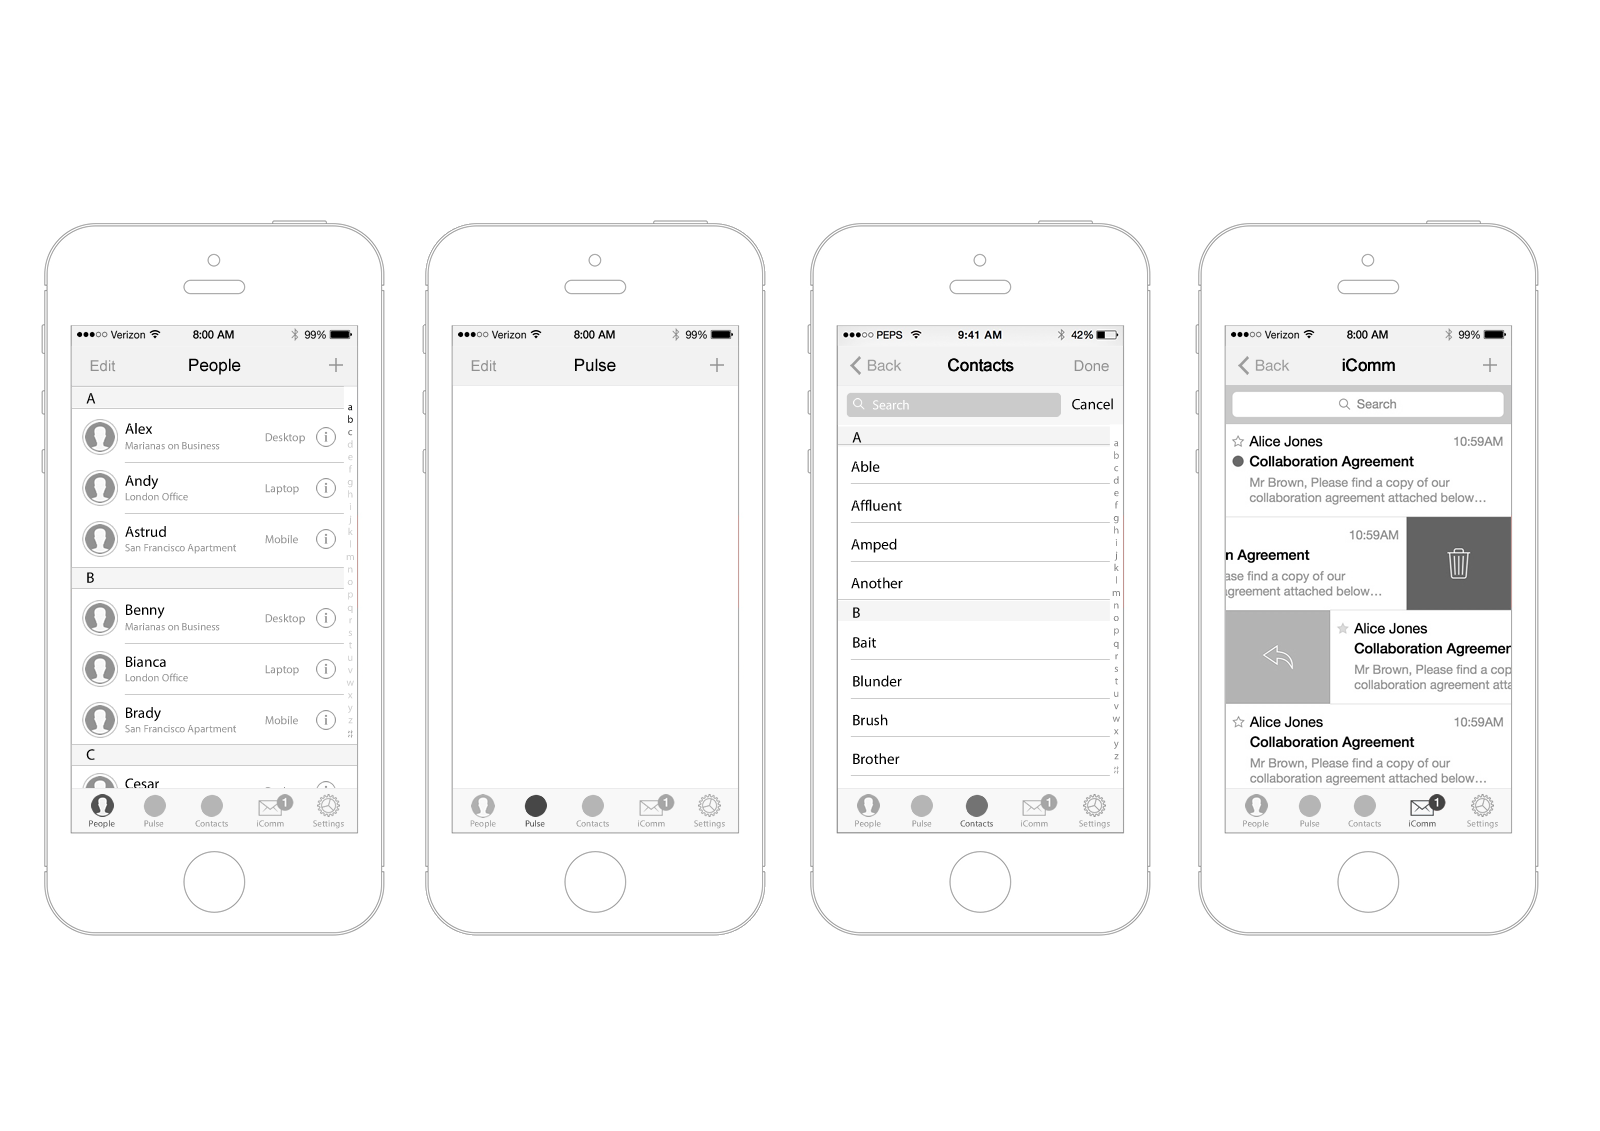 Verizon 8:00 AM 99%
Edit People +
A
Alex
Marianas on Business
Desktop i
Andy
London Office
Laptop i
Astrud
San Francisco Apartment
Mobile i
B
Benny
Marianas on Business
Desktop i
Bianca
London Office
Laptop i
Brady
San Francisco Apartment
Mobile i
C
Cesar
a
b
c
d
e
f
g
h
i
j
k
l
m
n
o
p
q
r
s
t
u
v
w
x
y
z
#
1
People Pulse Contacts iComm Settings
Verizon 8:00 AM 99%
Edit Pulse +
1
People Pulse Contacts iComm Settings
PEPS 9:41 AM 42%
Back Contacts Done
Search Cancel
A
Able
Affluent
Amped
Another
B
Bait
Blunder
Brush
Brother
a
b
c
d
e
f
g
h
i
j
k
l
m
n
o
p
q
r
s
t
u
v
w
x
y
z
#
1
People Pulse Contacts iComm Settings
Verizon 8:00 AM 99%
Back iComm +
Search
Alice Jones 10:59AM
Collaboration Agreement
Mr Brown, Please find a copy of our
collaboration agreement attached below...
10:59AM
n Agreement
ase find a copy of our
greement attached below...
Alice Jones
Collaboration Agreemen
Mr Brown, Please find a cop
collaboration agreement atta
Alice Jones 10:59AM
Collaboration Agreement
Mr Brown, Please find a copy of our
collaboration agreement attached below...
1
People Pulse Contacts iComm Settings